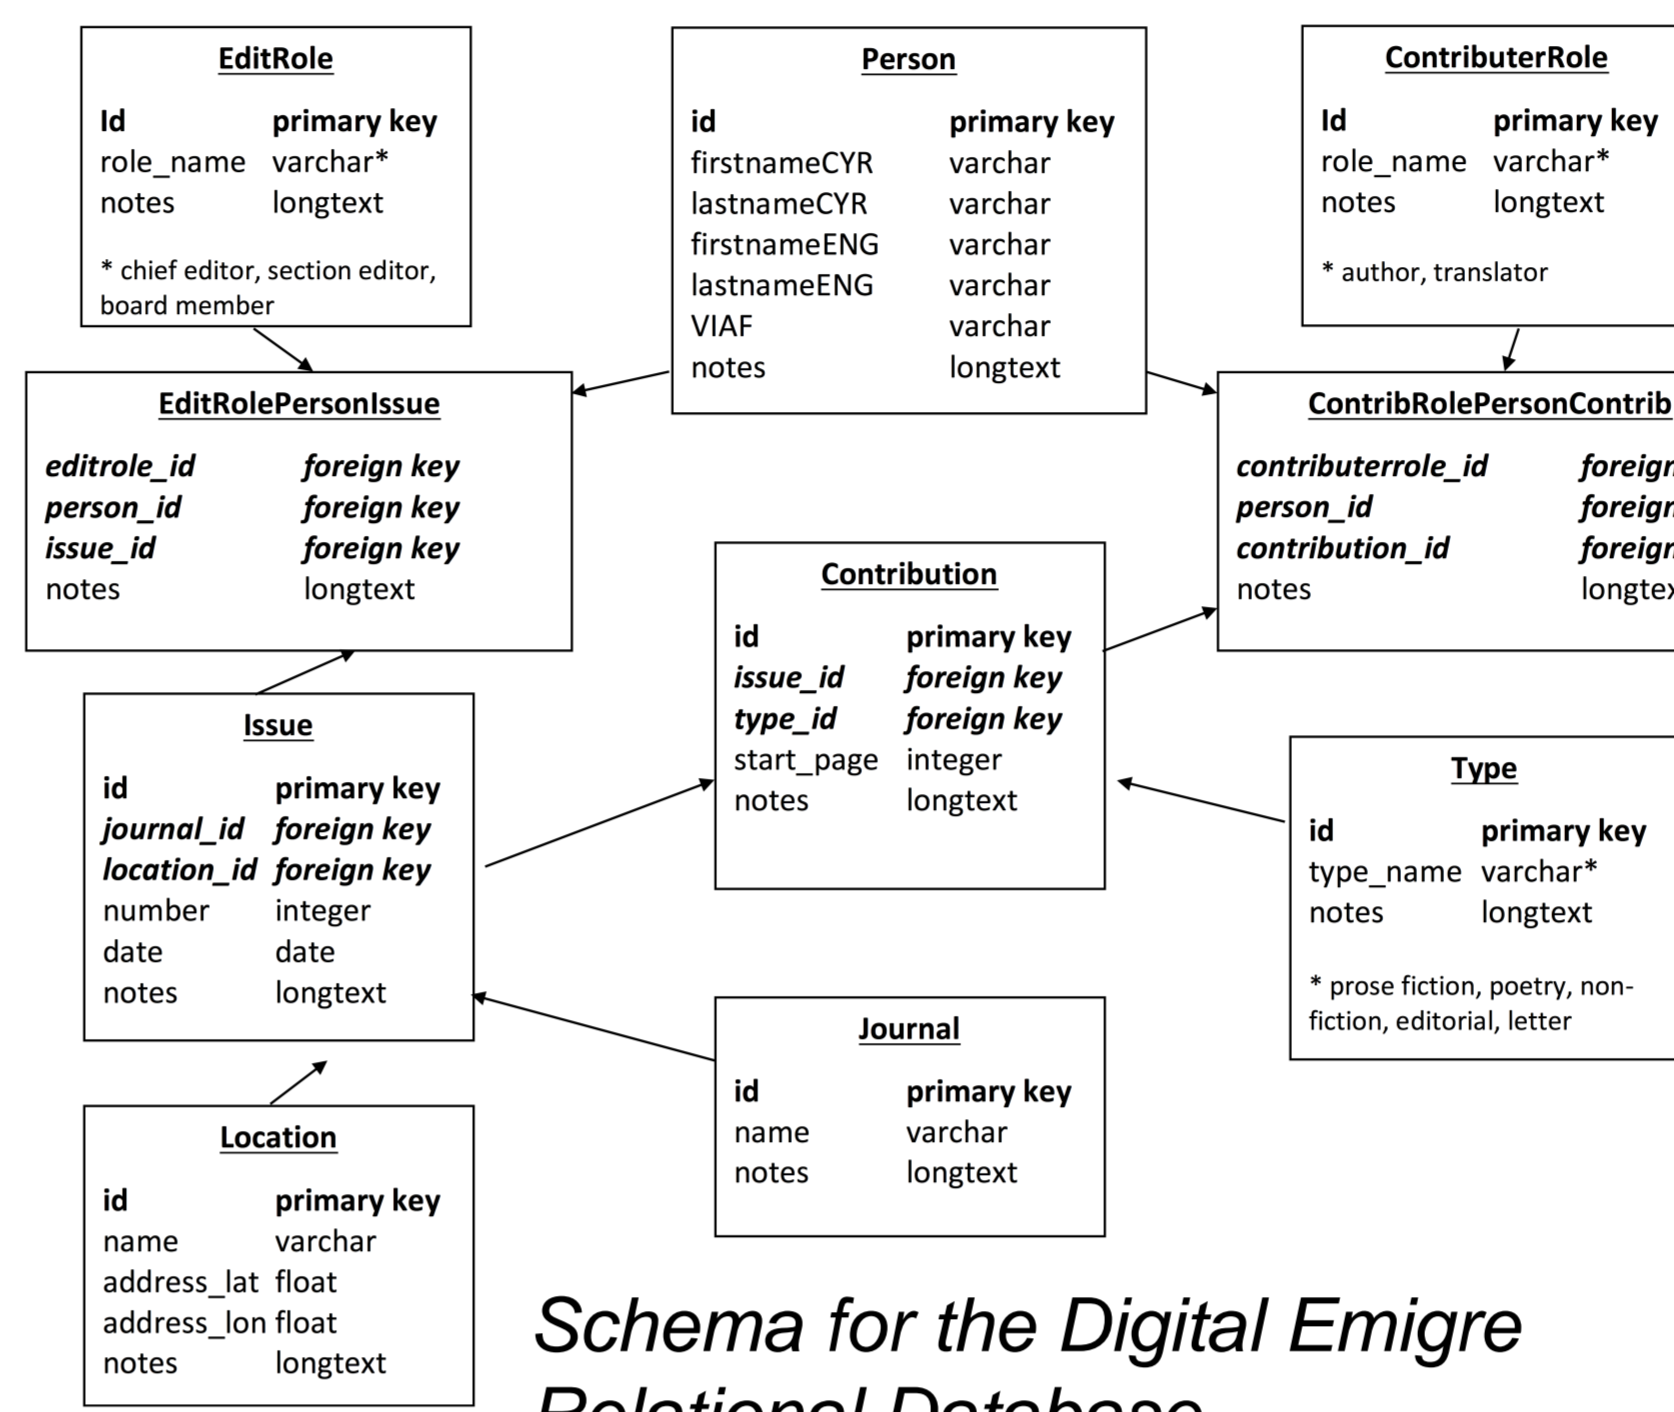 EditRole
Id primary key
role_name varchar*
notes longtext
* chief editor, section editor,
board member
Person
id primary key
firstnameCYR varchar
lastnameCYR varchar
firstnameENG varchar
lastnameENG varchar
VIAF varchar
notes longtext
ContributerRole
Id primary key
role_name varchar*
notes longtext
* author, translator
EditRolePersonIssue
editrole_id foreign key
person_id foreign key
issue_id foreign key
notes longtext
ContribRolePersonContrib
contributerrole_id foreign
person_id foreign
contribution_id foreign
notes longtex
Contribution
id primary key
issue_id foreign key
type_id foreign key
start_page integer
notes longtext
Issue
id primary key
journal_id foreign key
location_id foreign key
number integer
date date
notes longtext
Type
id primary key
type_name varchar*
notes longtext
* prose fiction, poetry, non-
fiction, editorial, letter
Journal
id primary key
name varchar
notes longtext
Location
id primary key
name varchar
address_lat float
address_lon float
notes longtext
Schema for the Digital Emigre
Relational Database